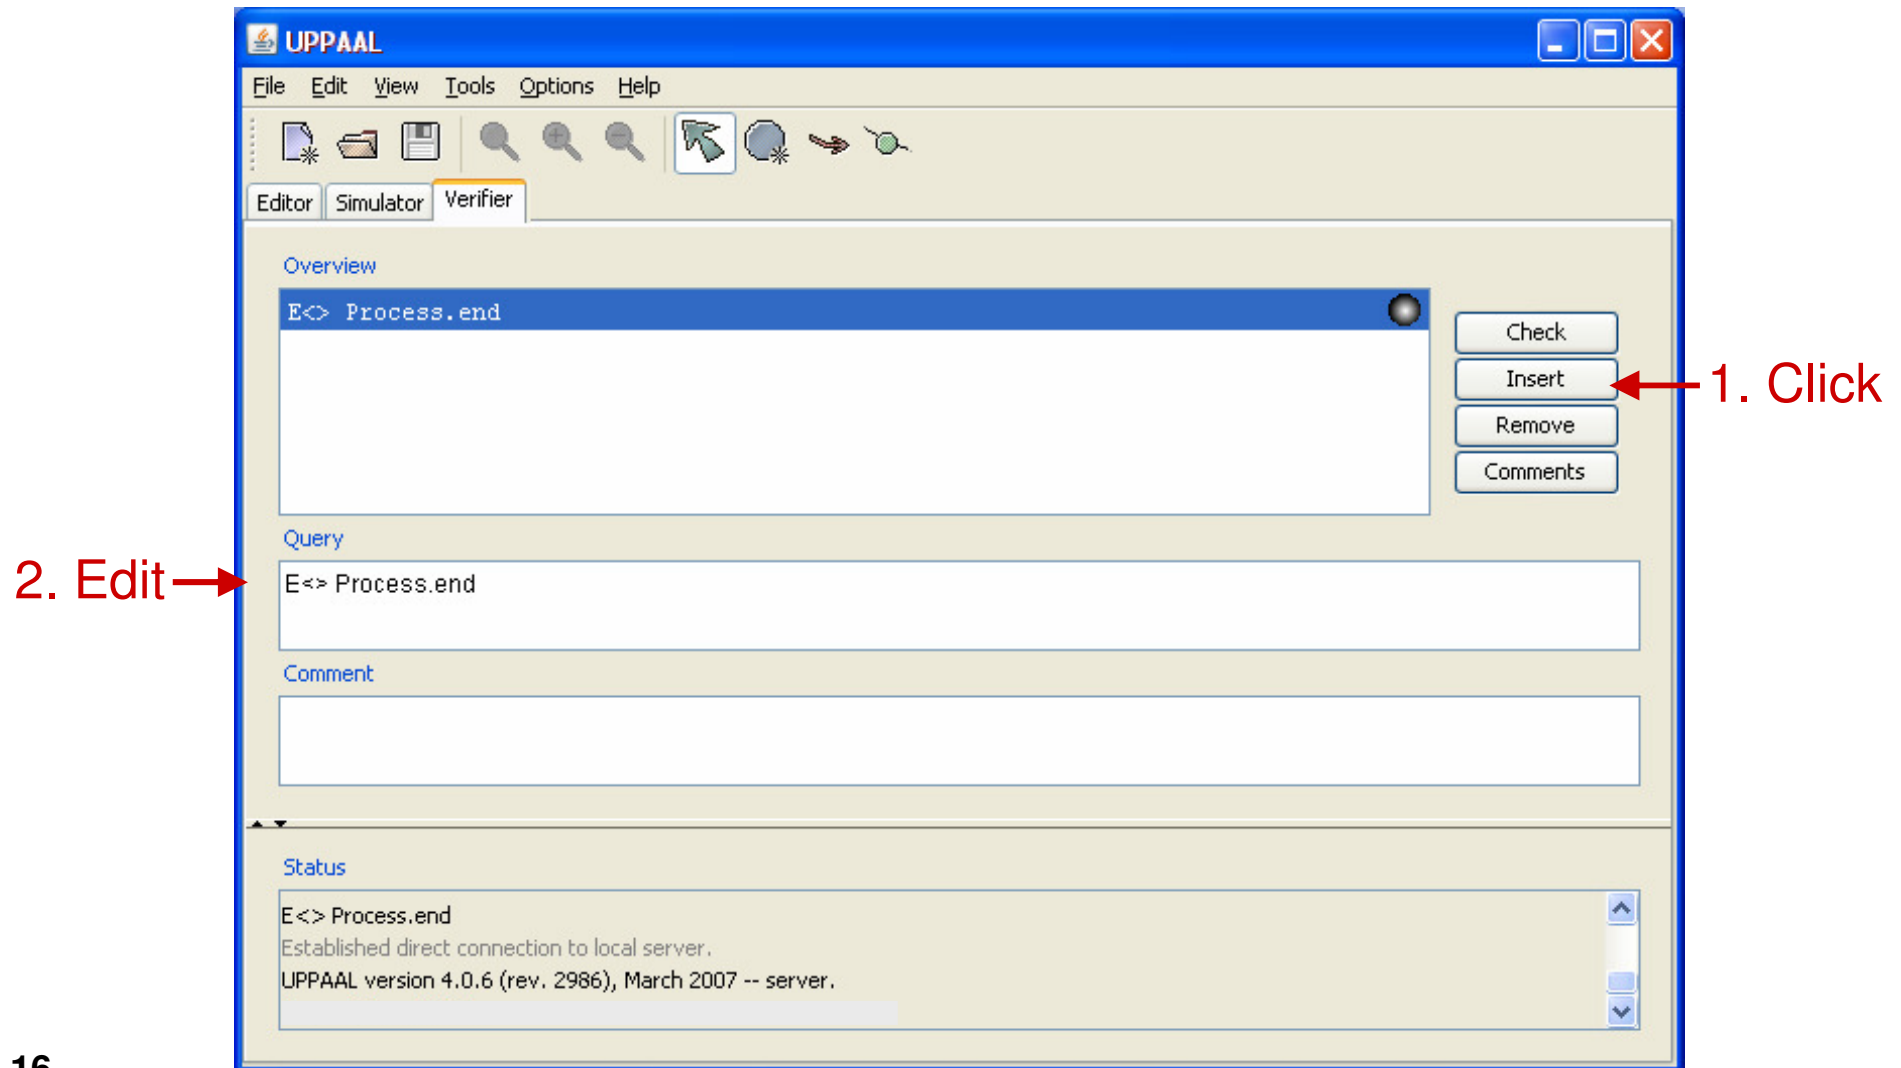 UPPAAL
File Edit View Tools Options Help
Editor Simulator Verifier
Overview
E<> Process.end
Check
Insert
1. Click
Remove
Comments
Query
2. Edit
E<> Process.end
Comment
Status
E<> Process.end
Established direct connection to local server.
UPPAAL version 4.0.6 (rev. 2986), March 2007 -- server.
16